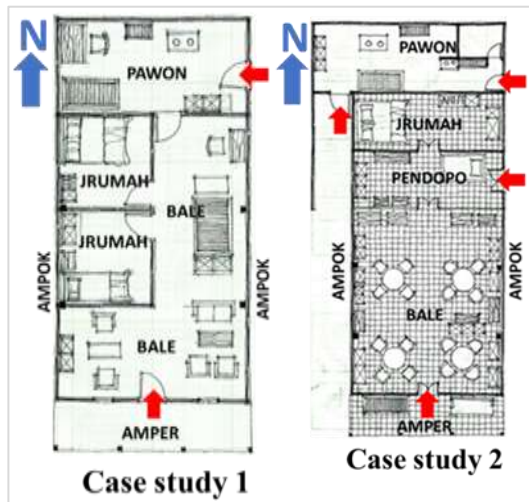 N
PAWON
JRUMAH
BALE
JRUMAH
AMPOK
AMPOK
BALE
AMPER
Case study 1
N
PAWON
JRUMAH
PENDOPO
AMPOK
AMPOK
BALE
AMPER
Case study 2